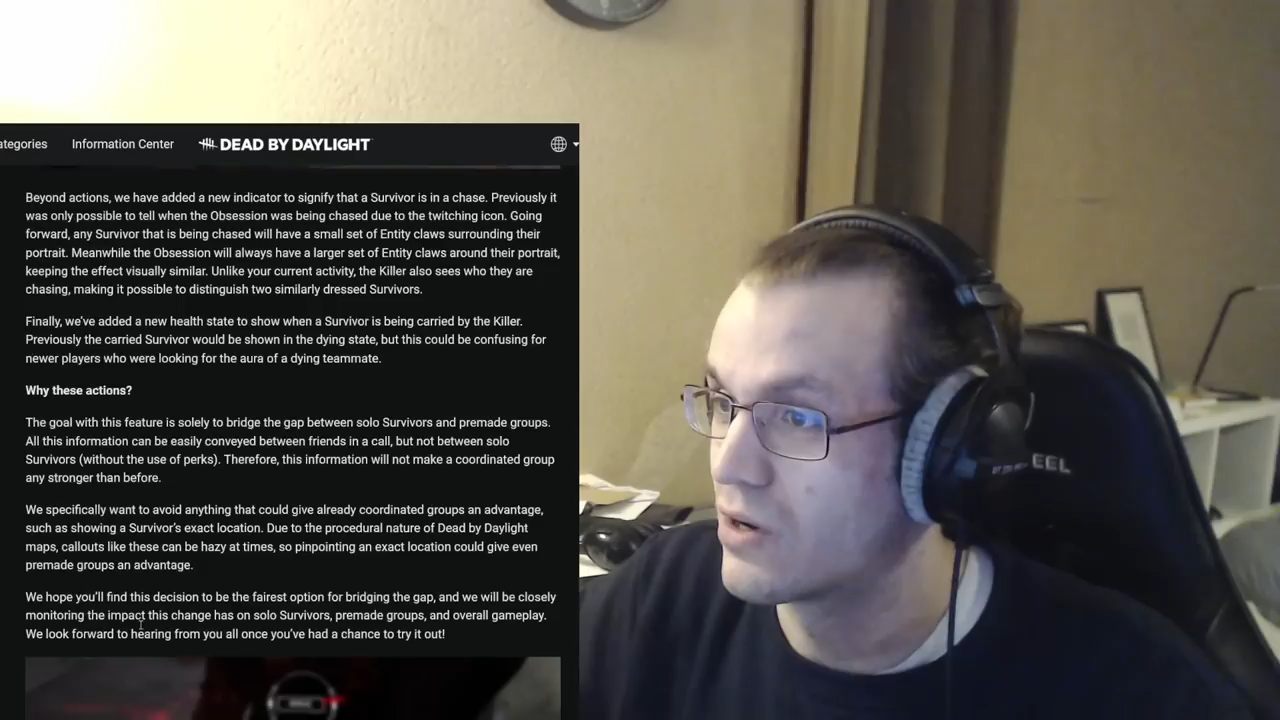 ategories Information Center DEAD BY DAYLIGHT
Beyond actions, we have added a new indicator to signify that a Survivor is in a chase. Previously it
was only possible to tell when the Obsession was being chased due to the twitching icon. Going
forward, any Survivor that is being chased will have a small set of Entity claws surrounding their
portrait. Meanwhile the Obsession will always have a larger set of Entity claws around their portrait,
keeping the effect visually similar. Unlike your current activity, the Killer also sees who they are
chasing, making it possible to distinguish two similarly dressed Survivors.
Finally, we've added a new health state to show when a Survivor is being carried by the Killer.
Previously the carried Survivor would be shown in the dying state, but this could be confusing for
newer players who were looking for the aura of a dying teammate.
Why these actions?
The goal with this feature is solely to bridge the gap between solo Survivors and premade groups.
All this information can be easily conveyed between friends in a call, but not between solo
Survivors (without the use of perks). Therefore, this information will not make a coordinated group
any stronger than before.
We specifically want to avoid anything that could give already coordinated groups an advantage,
such as showing a Survivor's exact location. Due to the procedural nature of Dead by Daylight
maps, callouts like these can be hazy at times, so pinpointing an exact location could give even
premade groups an advantage.
We hope you'll find this decision to be the fairest option for bridging the gap, and we will be closely
monitoring the impact this change has on solo Survivors, premade groups, and overall gameplay.
We look forward to hearing from you all once you've had a chance to try it out!
EEL